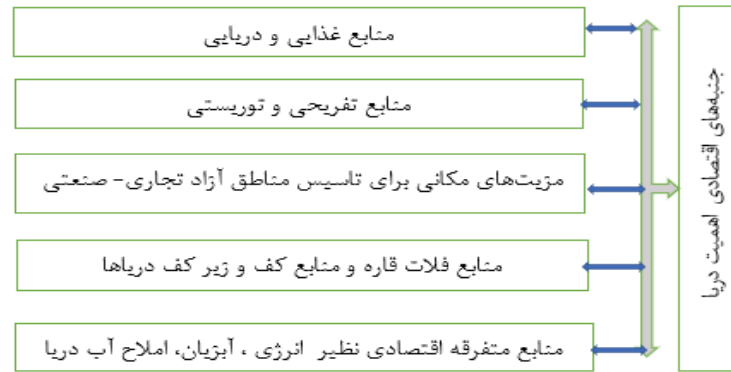 منابع غذایی و دریایی
منابع تفریحی و توریستی
مزیت‌های مکانی برای تاسیس مناطق آزاد تجاری- صنعتی
منابع فلات قاره و منابع کف و زیر کف دریاها
منابع متفرقه اقتصادی نظیر انرژی ، آبزیان، املاح آب دریا
جنبه‌های اقتصادی اهمیت دریا